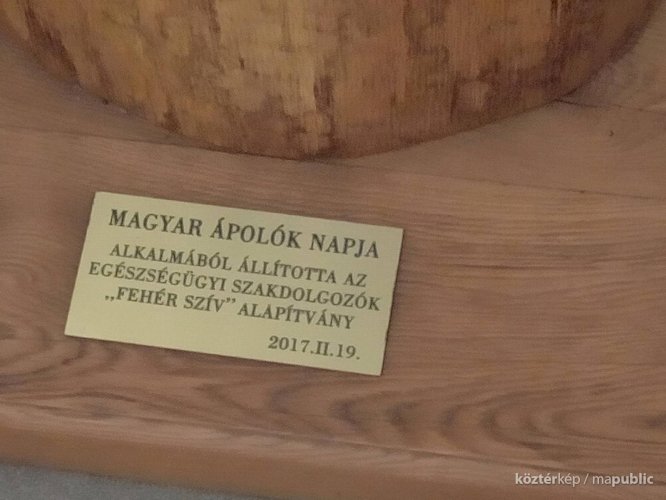 MAGYAR ÁPOLÓK NAPJA
ALKALMÁBÓL ÁLLÍTOTTA AZ
EGÉSZSÉGÜGYI SZAKDOLGOZÓK
„FEHÉR SZÍV” ALAPÍTVÁNY
2017.II.19.
köztérkép / mapublic